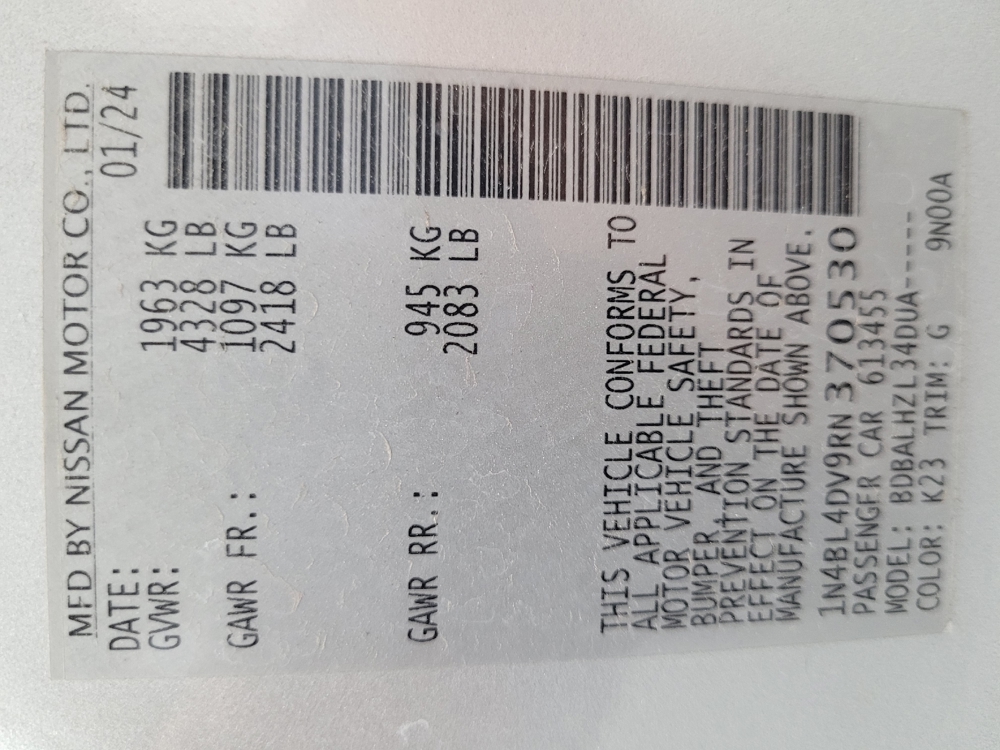 MFD BY NISSAN MOTOR CO., LTD.
DATE: 01/24
GVWR: 1963 KG
4328 LB
GAWR FR.: 1097 KG
2418 LB
GAWR RR.: 945 KG
2083 LB
THIS VEHICLE CONFORMS TO
ALL APPLICABLE FEDERAL
MOTOR VEHICLE SAFETY,
BUMPER, AND THEFT
PREVENTION STANDARDS IN
EFFECT ON THE DATE OF
MANUFACTURE SHOWN ABOVE.
1N4BL4DV9RN370530
PASSENGER CAR 613455
MODEL: BDBALHZL34DUA-----
COLOR: K23 TRIM: G 9N00A